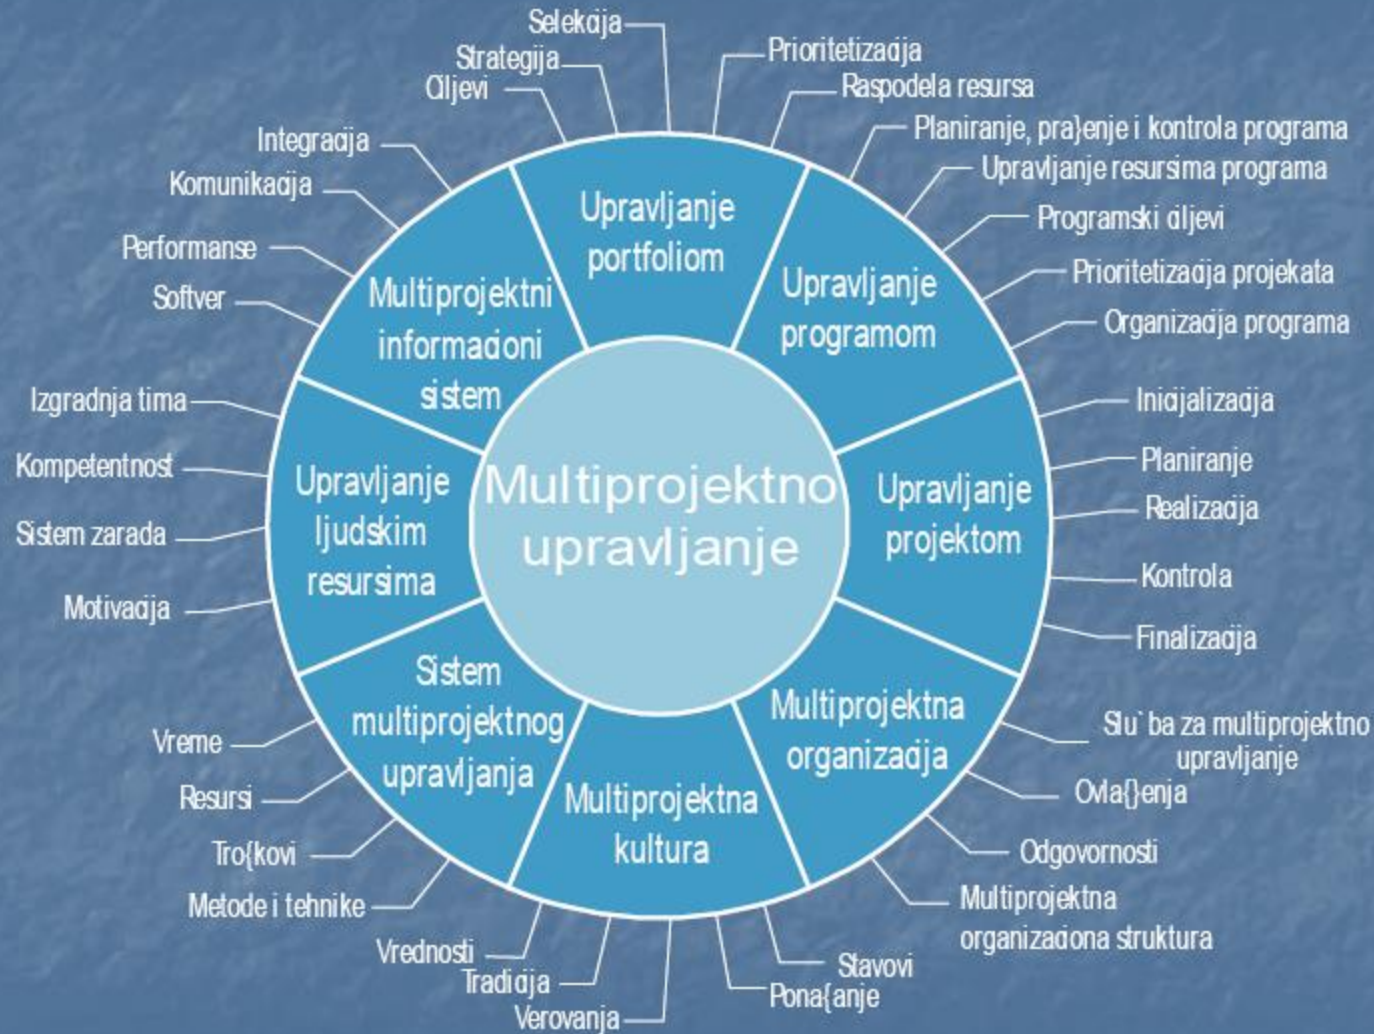 Selekcija
Strategija
Ciljevi
Prioritetizacija
Raspodela resursa
Integracija
Komunikacija
Performanse
Softver
Planiranje, pra}enje i kontrola programa
Upravljanje resursima programa
Programski ciljevi
Prioritetizacija projekata
Organizacija programa
Upravljanje
portfoliom
Upravljanje
programom
Multiprojektni
informacioni
sistem
Izgradnja tima
Kompetentnost
Sistem zarada
Motivacija
Upravljanje
ljudskim
resursima
Multiprojektno
upravljanje
Upravljanje
projektom
Inicijalizacija
Planiranje
Realizacija
Kontrola
Finalizacija
Sistem
multiprojektnog
upravljanja
Multiprojektna
kultura
Multiprojektna
organizacija
Vreme
Resursi
Tro{kovi
Metode i tehnike
Slu`ba za multiprojektno
upravljanje
Ovla{}enja
Odgovornosti
Multiprojektna
organizaciona struktura
Vrednosti
Tradicija
Verovanja
Pona{anje
Stavovi